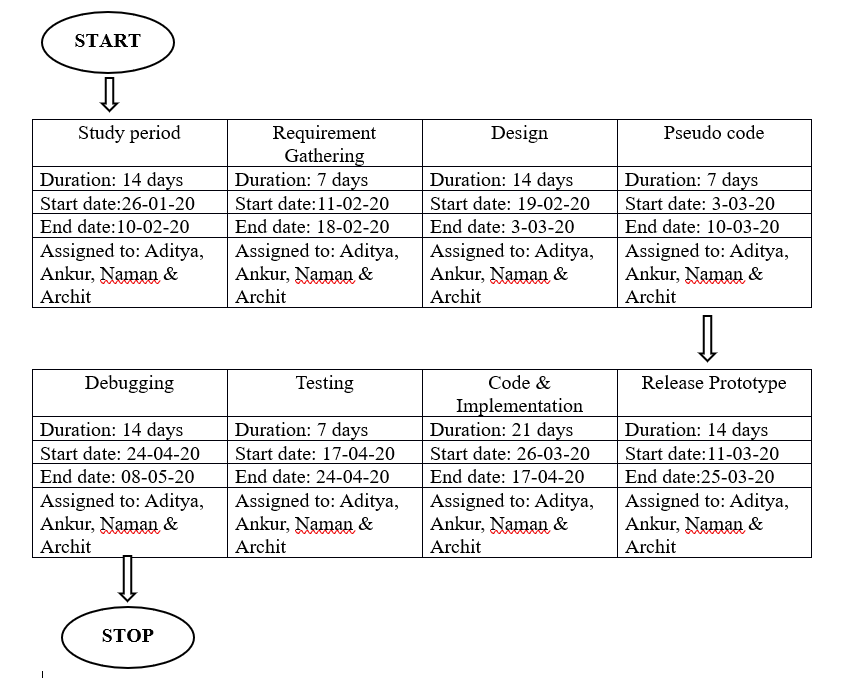 START
Study period
Requirement
Gathering
Design
Pseudo code
Duration: 14 days
Duration: 7 days
Duration: 14 days
Duration: 7 days
Start date:26-01-20
Start date:11-02-20
Start date: 19-02-20
Start date: 3-03-20
End date:10-02-20
End date: 18-02-20
End date: 3-03-20
End date: 10-03-20
Assigned to: Aditya,
Ankur, Naman &
Archit
Assigned to: Aditya,
Ankur, Naman &
Archit
Assigned to: Aditya,
Ankur, Naman &
Archit
Assigned to: Aditya,
Ankur, Naman &
Archit
Debugging
Testing
Code &
Implementation
Release Prototype
Duration: 14 days
Duration: 7 days
Duration: 21 days
Duration: 14 days
Start date: 24-04-20
Start date: 17-04-20
Start date: 26-03-20
Start date:11-03-20
End date: 08-05-20
End date: 24-04-20
End date: 17-04-20
End date:25-03-20
Assigned to: Aditya,
Ankur, Naman &
Archit
Assigned to: Aditya,
Ankur, Naman &
Archit
Assigned to: Aditya,
Ankur, Naman &
Archit
Assigned to: Aditya,
Ankur, Naman &
Archit
STOP